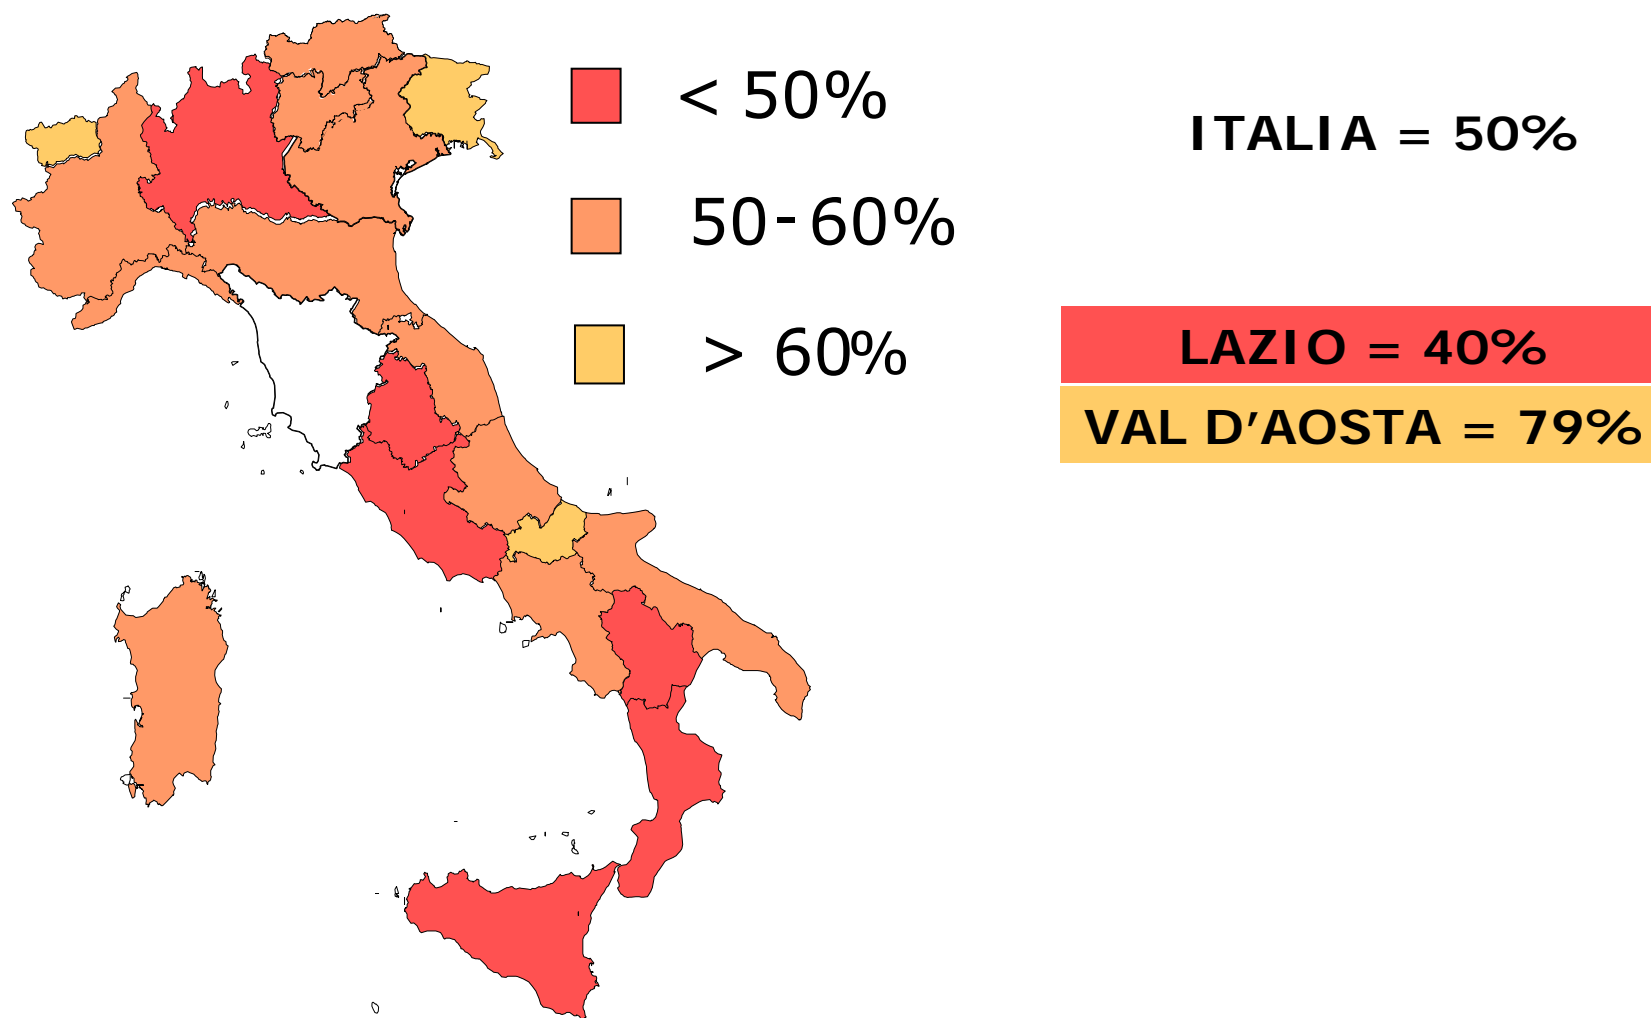 < 50%
50-60%
> 60%
ITALIA = 50%
LAZIO = 40%
VAL D’AOSTA = 79%